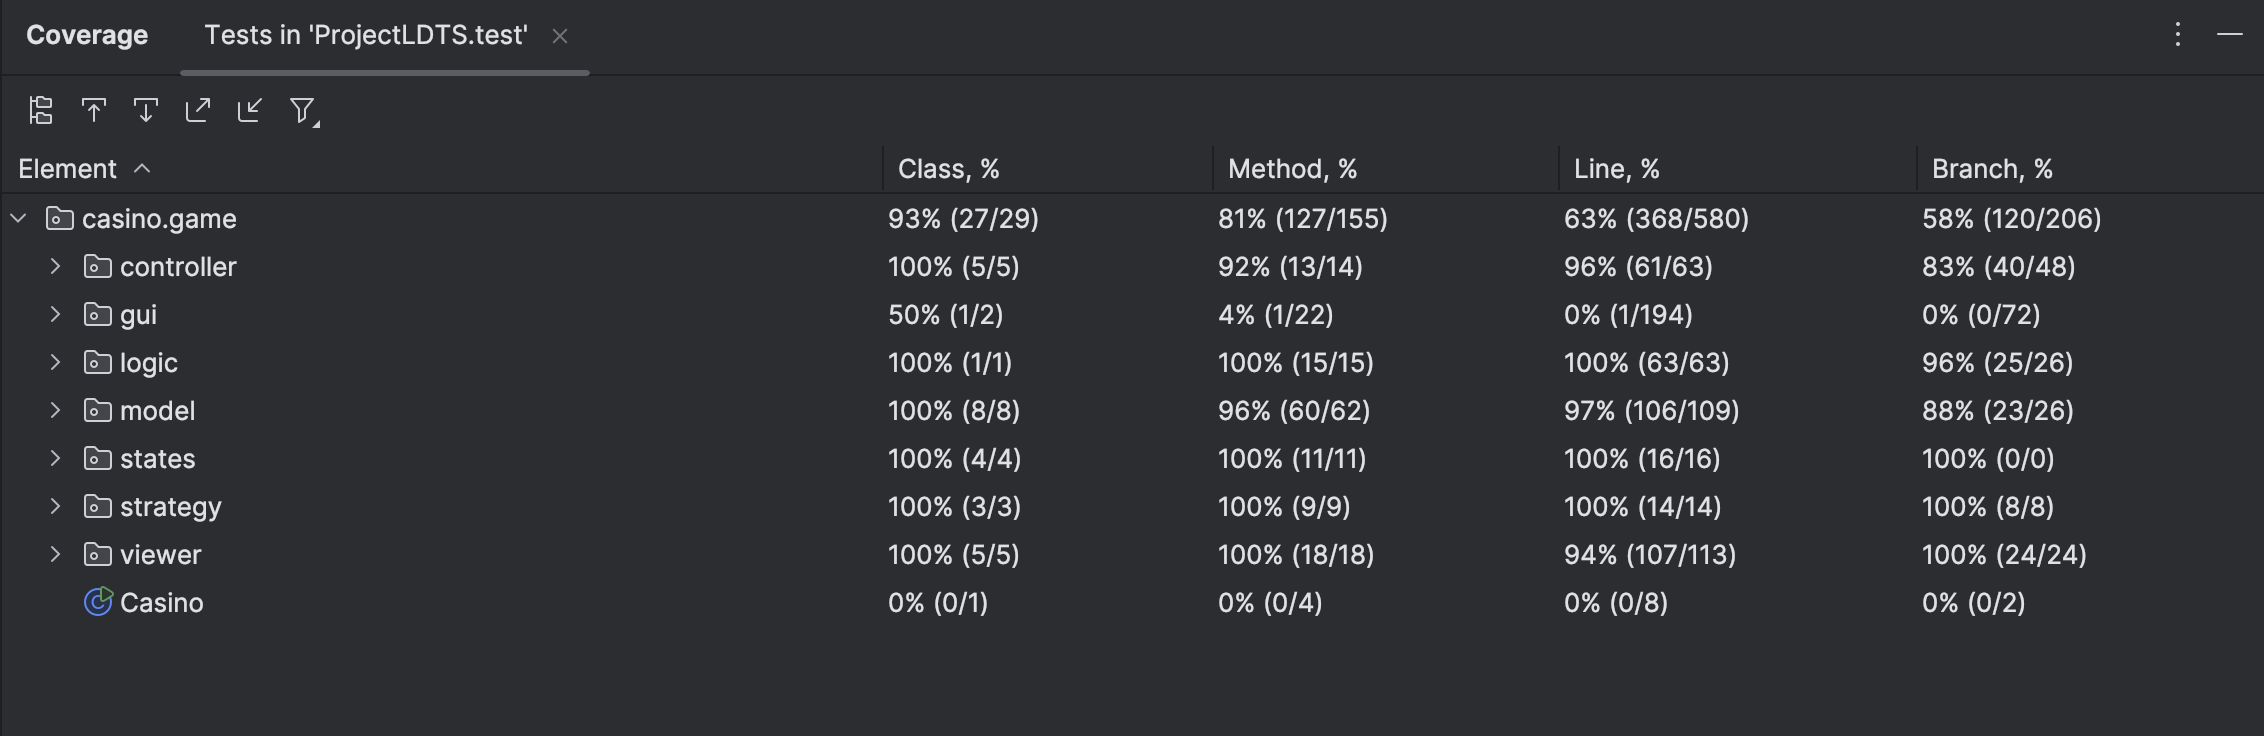 Coverage Tests in 'ProjectLDTS.test'
Element Class, % Method, % Line, % Branch, %
casino.game 93% (27/29) 81% (127/155) 63% (368/580) 58% (120/206)
controller 100% (5/5) 92% (13/14) 96% (61/63) 83% (40/48)
gui 50% (1/2) 4% (1/22) 0% (1/194) 0% (0/72)
logic 100% (1/1) 100% (15/15) 100% (63/63) 96% (25/26)
model 100% (8/8) 96% (60/62) 97% (106/109) 88% (23/26)
states 100% (4/4) 100% (11/11) 100% (16/16) 100% (0/0)
strategy 100% (3/3) 100% (9/9) 100% (14/14) 100% (8/8)
viewer 100% (5/5) 100% (18/18) 94% (107/113) 100% (24/24)
Casino 0% (0/1) 0% (0/4) 0% (0/8) 0% (0/2)